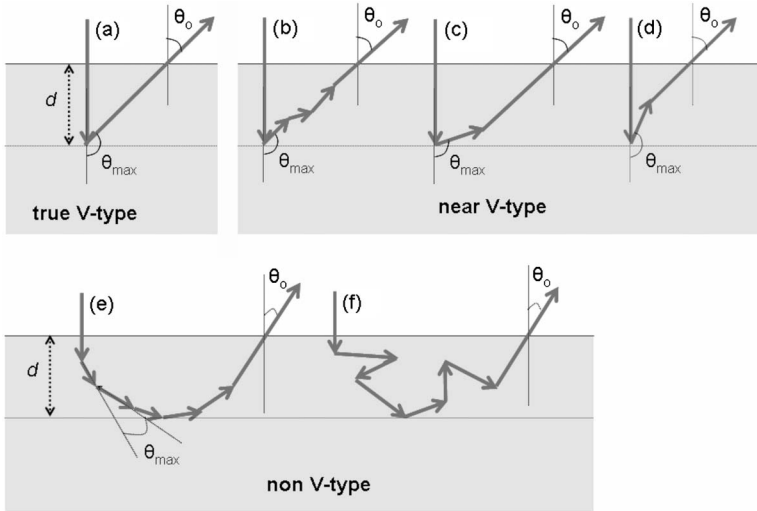 (a) θo (b) θo (c) θo (d) θo
d
θmax θmax θmax θmax
true V-type near V-type
(e) θo (f) θo
d
θmax
non V-type